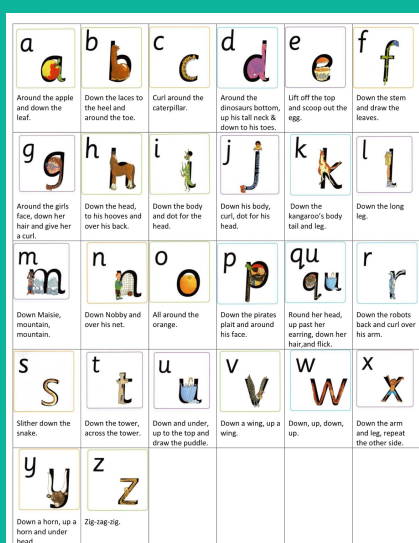 a b c d e f
Around the apple
and down the
leaf.
Down the laces to
the heel and
around the toe.
Curl around the
caterpillar.
Around the
dinosaurs bottom,
up his tall neck &
down to his toes.
Lift off the top
and scoop out the
egg.
Down the stem
and draw the
leaves.
g h i j k l
Around the girls
face, down her
hair and give her
a curl.
Down the head,
to his hooves and
over his back.
Down the body
and dot for the
head.
Down his body,
curl, dot for his
head.
Down the
kangaroo's body
tail and leg.
Down the long
leg.
m n o p qu r
Down Maisie,
mountain,
mountain.
Down Nobby and
over his net.
All around the
orange.
Down the pirates
plait and around
his face.
Round her head,
up past her
earring, down her
hair,and flick.
Down the robots
back and curl over
his arm.
s t u v w x
Slither down the
snake.
Down the tower,
across the tower.
Down and under,
up to the top and
draw the puddle.
Down a wing, up a
wing.
Down, up, down,
up.
Down the arm
and leg, repeat
the other side.
y z
Down a horn, up a
horn and under
head.
Zig-zag-zig.